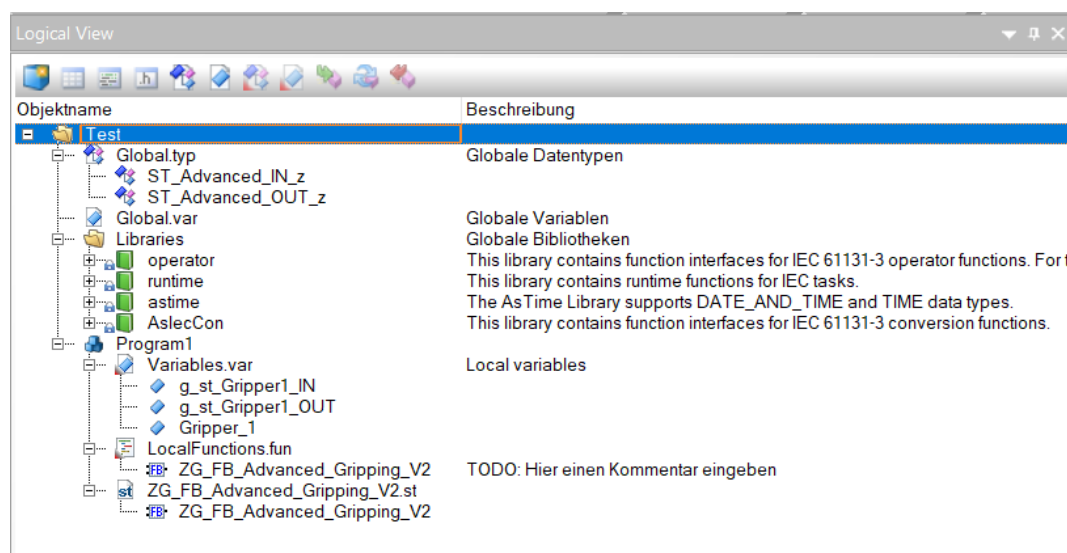 Logical View
Objektname Beschreibung
Test
Global.typ Globale Datentypen
ST_Advanced_IN_z
ST_Advanced_OUT_z
Global.var Globale Variablen
Libraries Globale Bibliotheken
operator This library contains function interfaces for IEC 61131-3 operator functions. For
runtime This library contains runtime functions for IEC tasks.
astime The AsTime Library supports DATE_AND_TIME and TIME data types.
AsIecCon This library contains function interfaces for IEC 61131-3 conversion functions.
Program1
Variables.var Local variables
g_st_Gripper1_IN
g_st_Gripper1_OUT
Gripper_1
LocalFunctions.fun
FB ZG_FB_Advanced_Gripping_V2 TODO: Hier einen Kommentar eingeben
st ZG_FB_Advanced_Gripping_V2.st
FB ZG_FB_Advanced_Gripping_V2